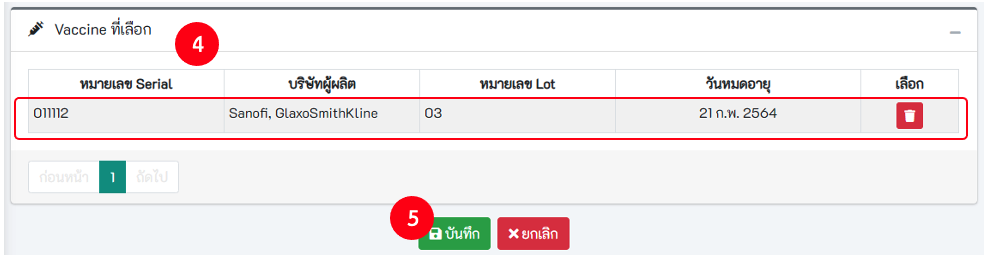 Vaccine ที่เลือก
4
หมายเลข Serial บริษัทผู้ผลิต หมายเลข Lot วันหมดอายุ เลือก
011112 Sanofi, GlaxoSmithKline 03 21 ก.พ. 2564
ก่อนหน้า 1 ถัดไป
5
บันทึก ยกเลิก